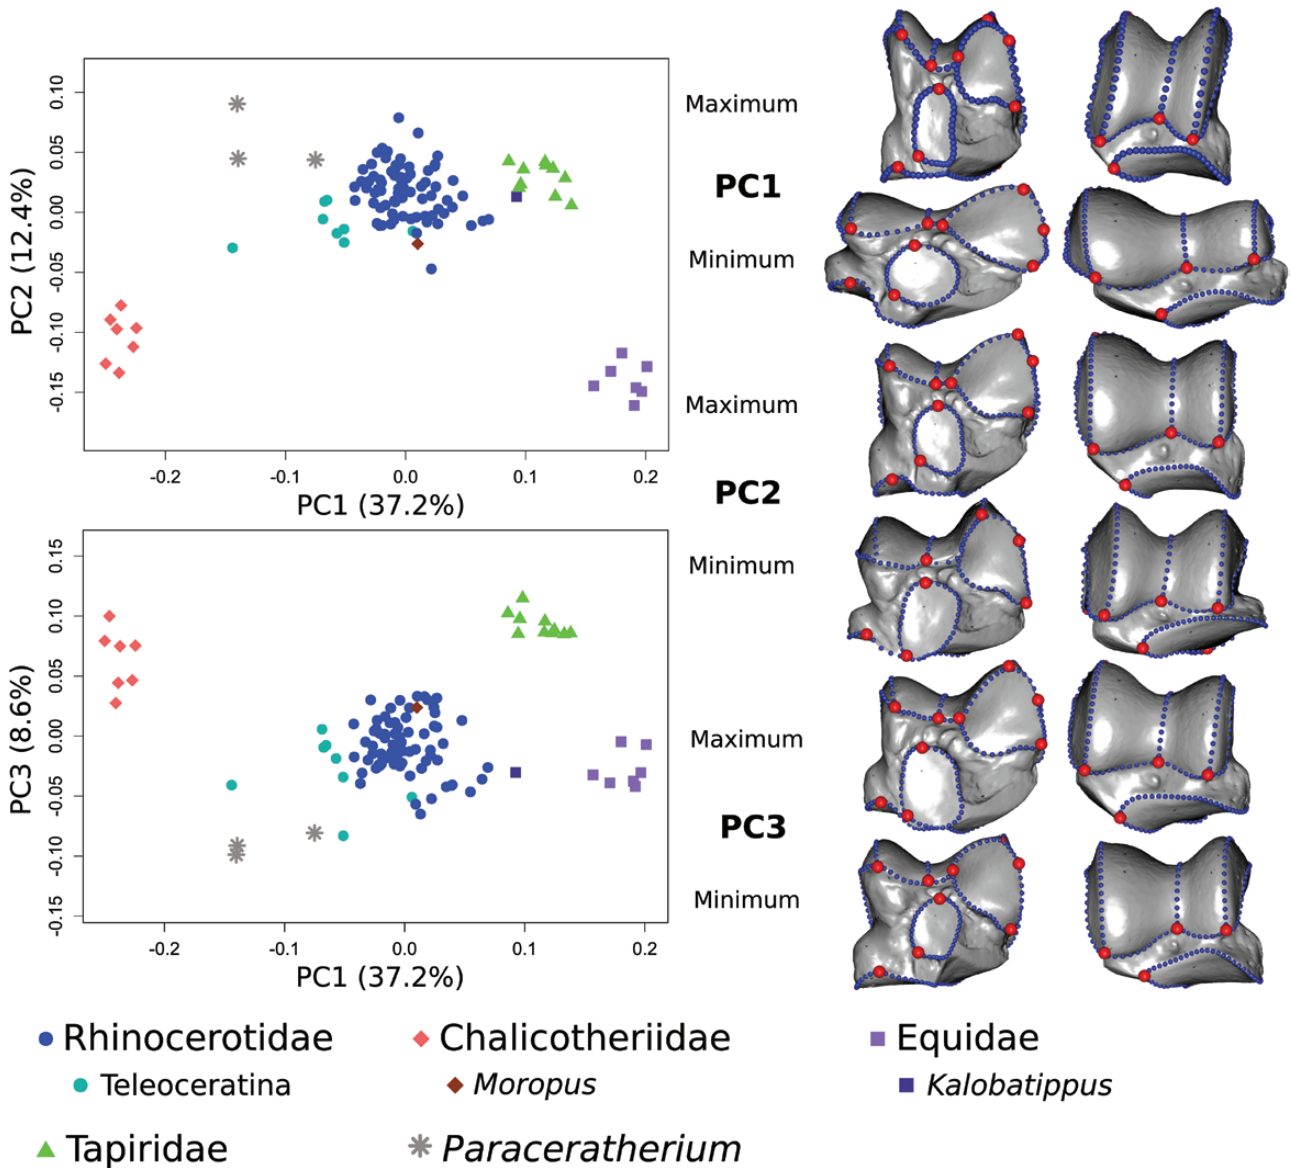 Maximum
PC1
Minimum
Maximum
PC2
Minimum
Maximum
PC3
Minimum
PC2 (12.4%)
0.10
0.05
0.00
-0.05
-0.10
-0.15
-0.2 -0.1 0.0 0.1 0.2
PC1 (37.2%)
PC3 (8.6%)
0.15
0.10
0.05
0.00
-0.05
-0.10
-0.15
-0.2 -0.1 0.0 0.1 0.2
PC1 (37.2%)
Rhinocerotidae Chalicotheriidae Equidae
Teleoceratina Moropus Kalobatippus
Tapiridae Paraceratherium